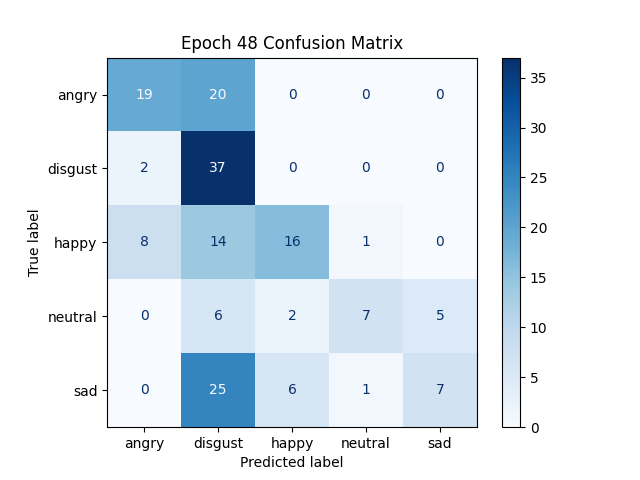 Epoch 48 Confusion Matrix
angry 19 20 0 0 0
disgust 2 37 0 0 0
happy 8 14 16 1 0
neutral 0 6 2 7 5
sad 0 25 6 1 7
angry disgust happy neutral sad
Predicted label
True label
35
30
25
20
15
10
5
0